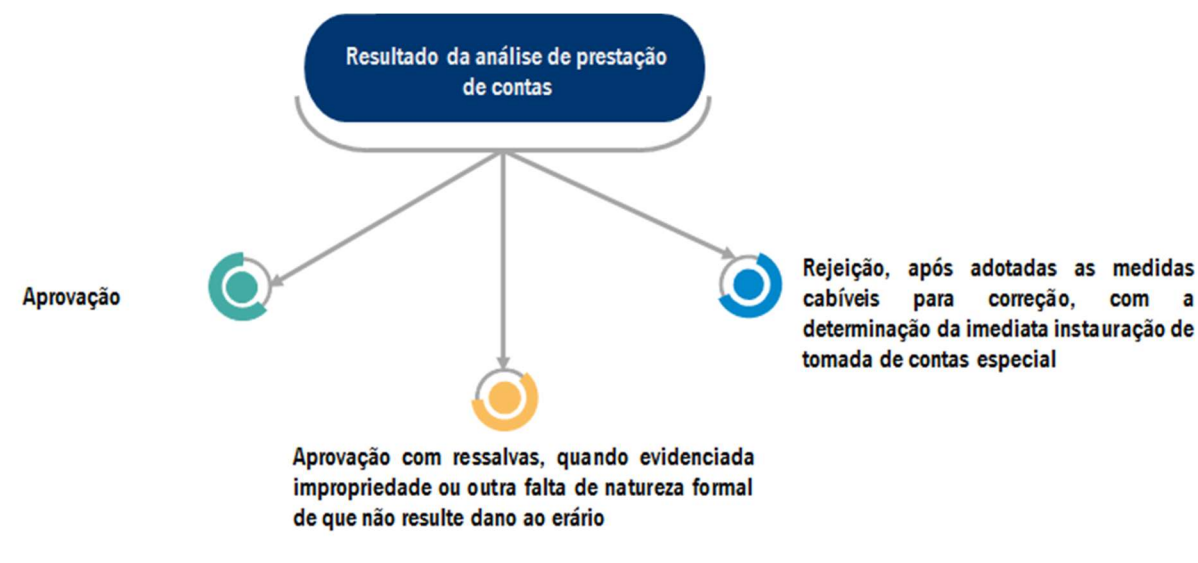 Resultado da análise de prestação
de contas
Aprovação
Rejeição, após adotadas as medidas
cabíveis para correção, com a
determinação da imediata instauração de
tomada de contas especial
Aprovação com ressalvas, quando evidenciada
impropriedade ou outra falta de natureza formal
de que não resulte dano ao erário